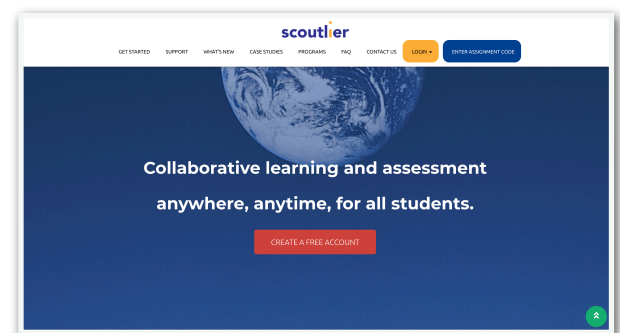 scoutlier
GET STARTED SUPPORT WHAT'S NEW CASE STUDIES PROGRAMS FAQ CONTACT US LOGIN ENTER ASSIGNMENT CODE
Collaborative learning and assessment
anywhere, anytime, for all students.
CREATE A FREE ACCOUNT